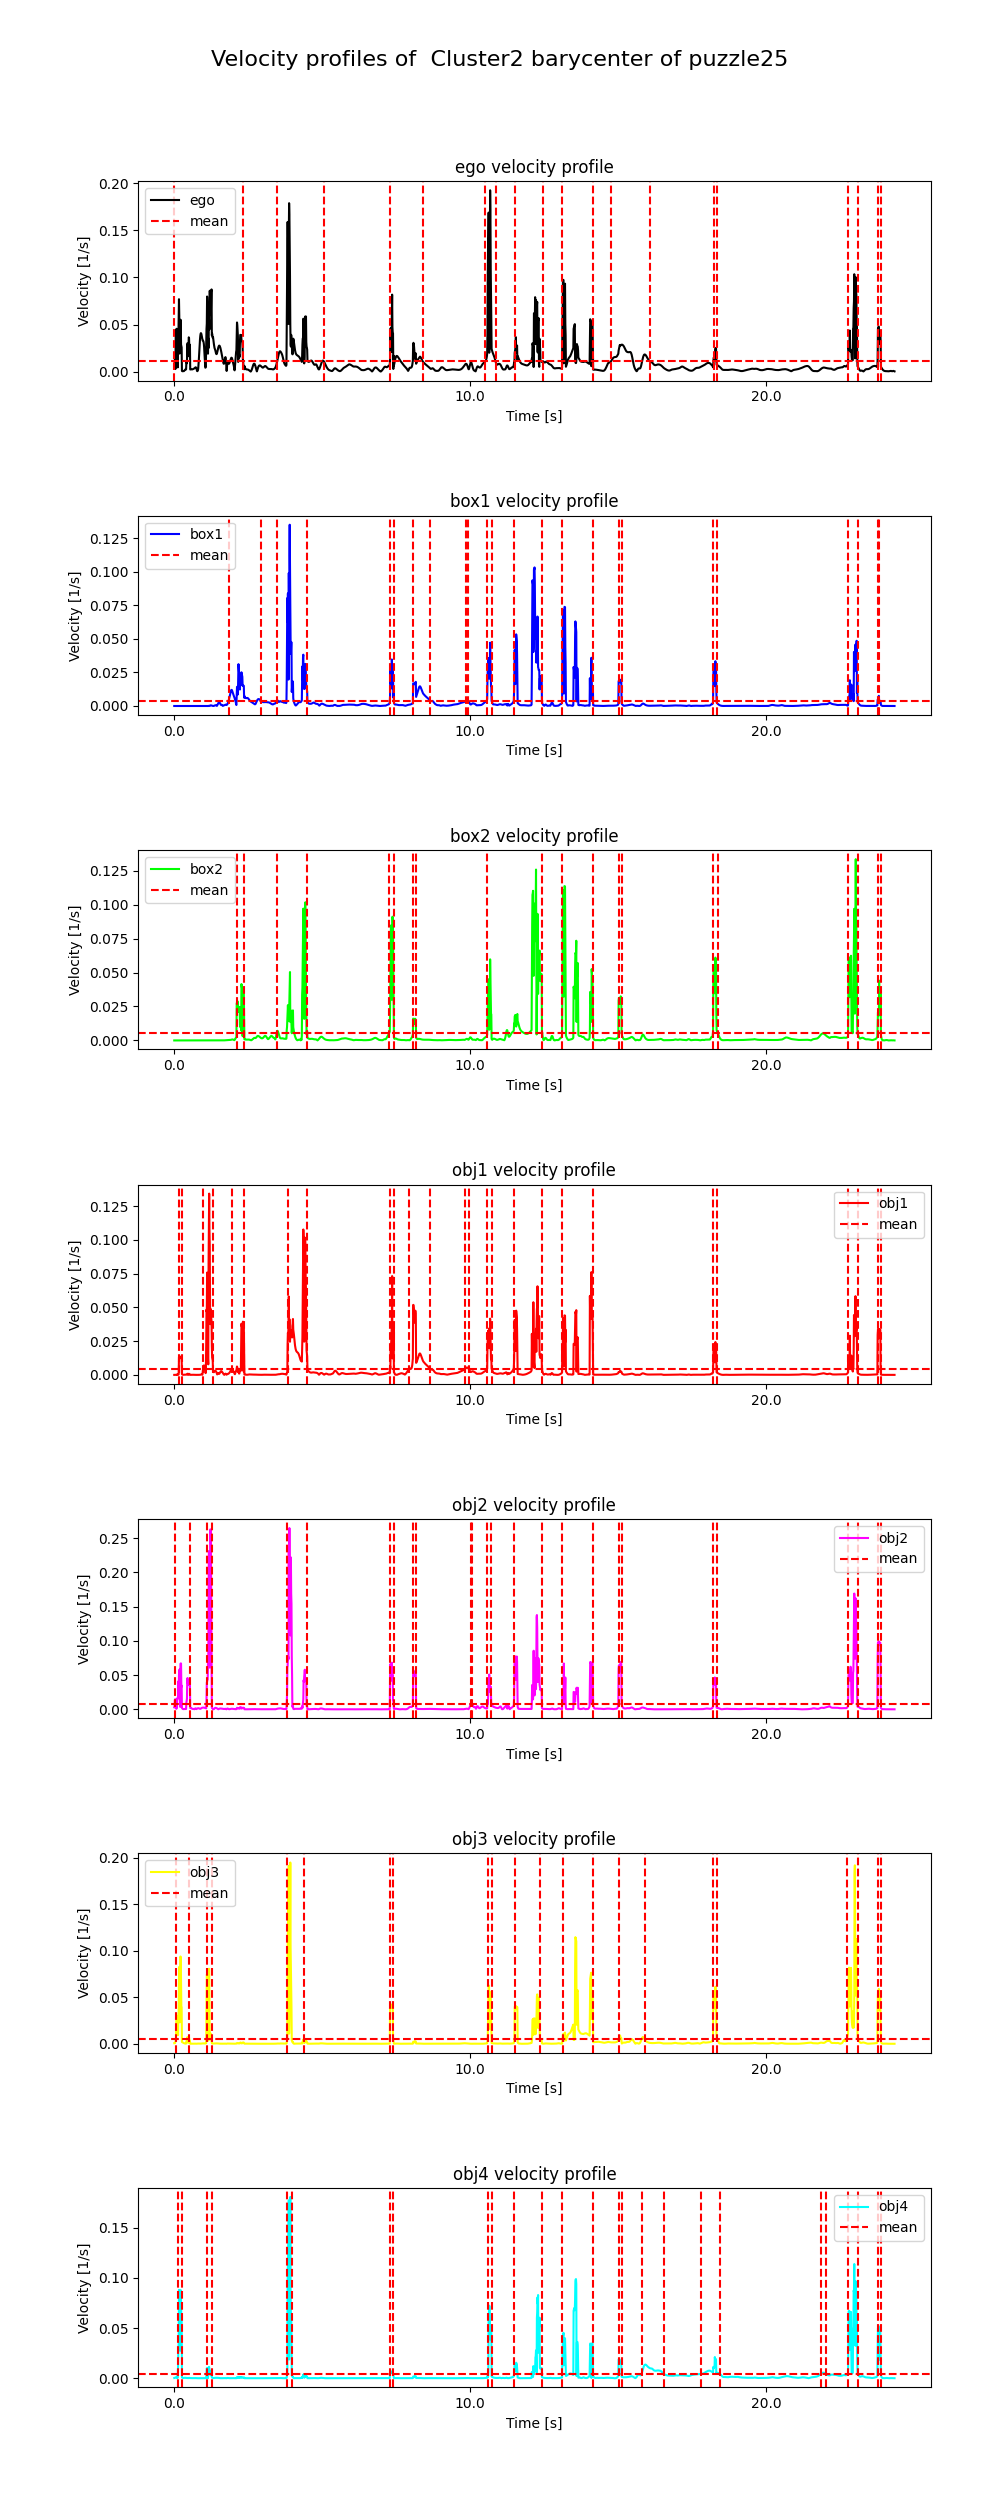 Velocity profiles of  Cluster2 barycenter of puzzle25
ego velocity profile
Velocity [1/s]
0.20
0.15
0.10
0.05
0.00
ego
mean
0.0
10.0
20.0
Time [s]
box1 velocity profile
Velocity [1/s]
0.125
0.100
0.075
0.050
0.025
0.000
box1
mean
0.0
10.0
20.0
Time [s]
box2 velocity profile
Velocity [1/s]
0.125
0.100
0.075
0.050
0.025
0.000
box2
mean
0.0
10.0
20.0
Time [s]
obj1 velocity profile
Velocity [1/s]
0.125
0.100
0.075
0.050
0.025
0.000
obj1
mean
0.0
10.0
20.0
Time [s]
obj2 velocity profile
Velocity [1/s]
0.25
0.20
0.15
0.10
0.05
0.00
obj2
mean
0.0
10.0
20.0
Time [s]
obj3 velocity profile
Velocity [1/s]
0.20
0.15
0.10
0.05
0.00
obj3
mean
0.0
10.0
20.0
Time [s]
obj4 velocity profile
Velocity [1/s]
0.15
0.10
0.05
0.00
obj4
mean
0.0
10.0
20.0
Time [s]